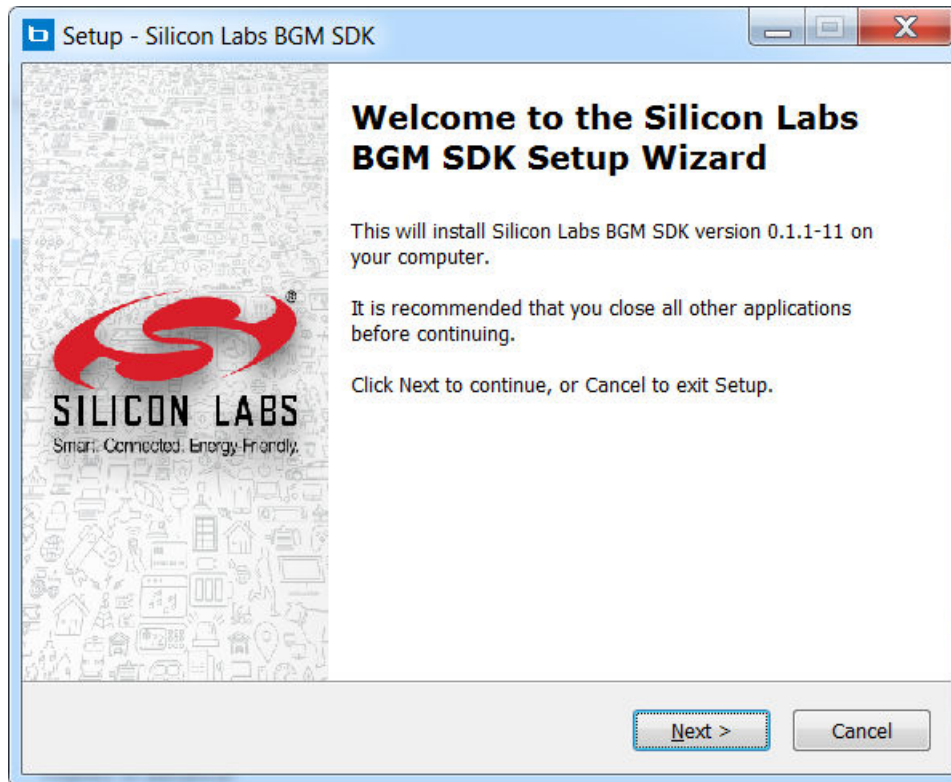 Setup - Silicon Labs BGM SDK
Welcome to the Silicon Labs
BGM SDK Setup Wizard
This will install Silicon Labs BGM SDK version 0.1.1-11 on
your computer.
It is recommended that you close all other applications
before continuing.
Click Next to continue, or Cancel to exit Setup.
®
SILICON LABS
Smart. Connected. Energy-Friendly.
Next >
Cancel